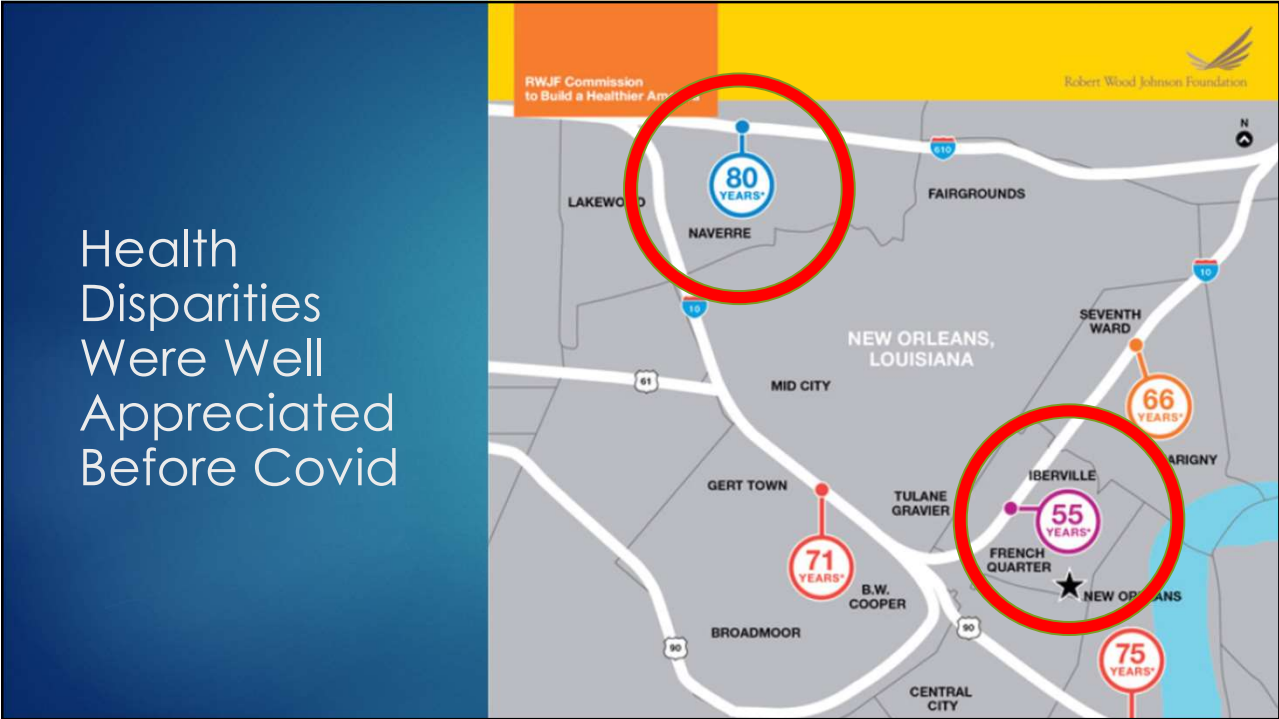 Health
Disparities
Were Well
Appreciated
Before Covid
RWJF Commission
to Build a Healthier Am
Robert Wood Johnson Foundation
N
610
80
YEARS*
LAKEWO D
FAIRGROUNDS
NAVERRE
10
10
SEVENTH
WARD
NEW ORLEANS,
LOUISIANA
61
MID CITY
66
YEARS*
ARIGNY
IBERVILLE
GERT TOWN
TULANE
GRAVIER
55
YEARS*
FRENCH
QUARTER
71
YEARS*
B.W.
COOPER
NEW OR ANS
90
BROADMOOR
90
75
YEARS*
CENTRAL
CITY